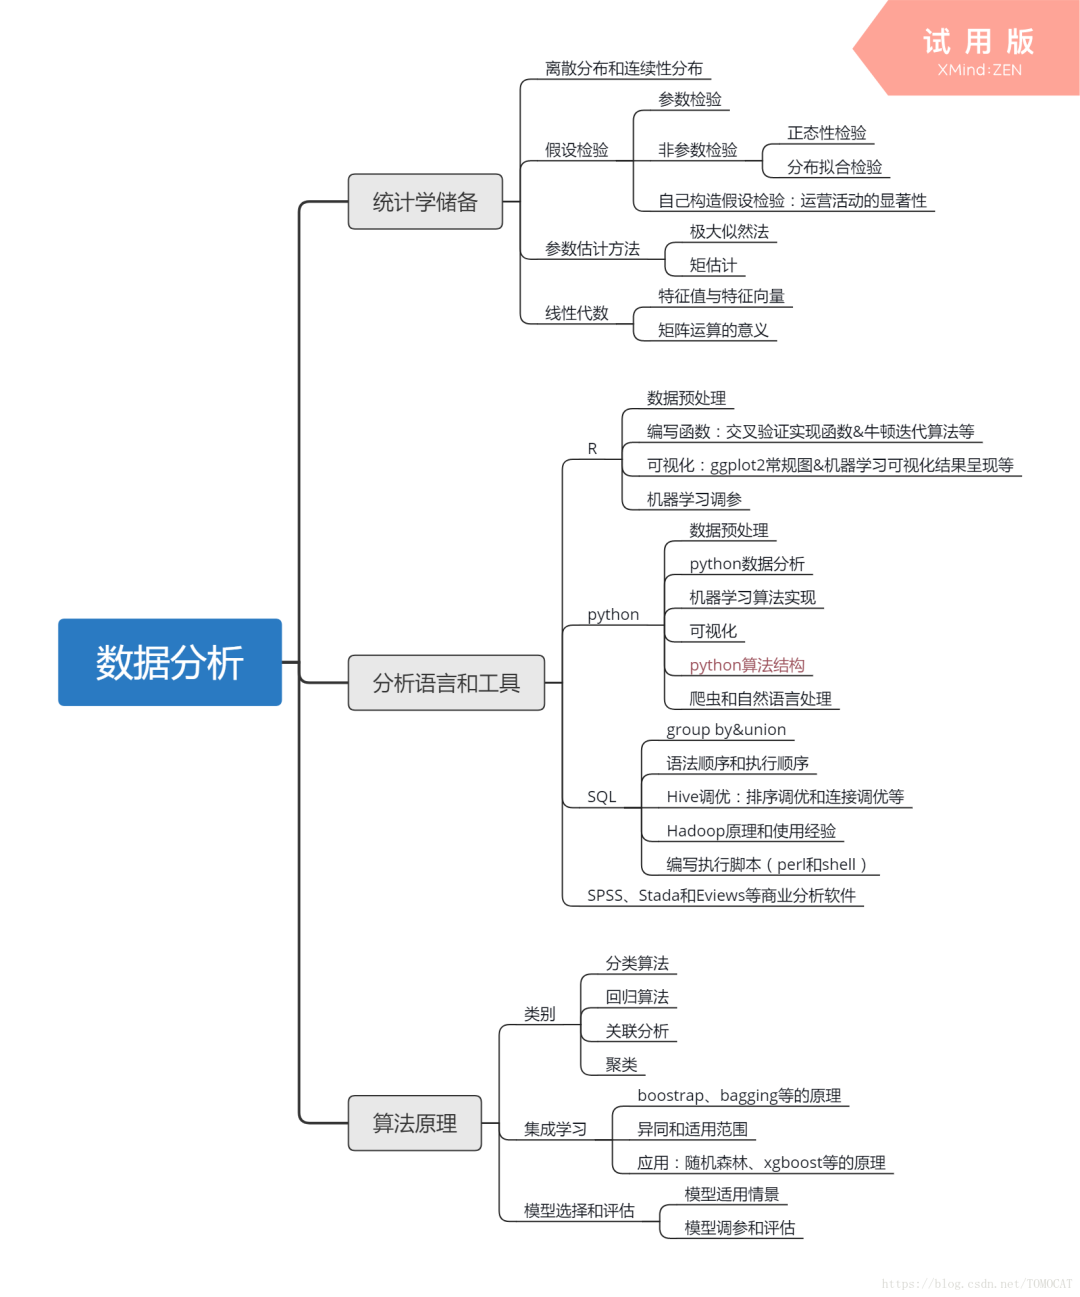 试用版
XMind:ZEN
数据分析
统计学储备
离散分布和连续性分布
假设检验
参数检验
非参数检验
正态性检验
分布拟合检验
自己构造假设检验：运营活动的显著性
参数估计方法
极大似然法
矩估计
线性代数
特征值与特征向量
矩阵运算的意义
分析语言和工具
R
数据预处理
编写函数：交叉验证实现函数&牛顿迭代算法等
可视化：ggplot2常规图&机器学习可视化结果呈现等
机器学习调参
python
数据预处理
python数据分析
机器学习算法实现
可视化
python算法结构
爬虫和自然语言处理
SQL
group by&union
语法顺序和执行顺序
Hive调优：排序调优和连接调优等
Hadoop原理和使用经验
编写执行脚本（perl和shell）
SPSS、Stada和Eviews等商业分析软件
算法原理
类别
分类算法
回归算法
关联分析
聚类
集成学习
boostrap、bagging等的原理
异同和适用范围
应用：随机森林、xgboost等的原理
模型选择和评估
模型适用情景
模型调参和评估
https://blog.csdn.net/TOMOCAT